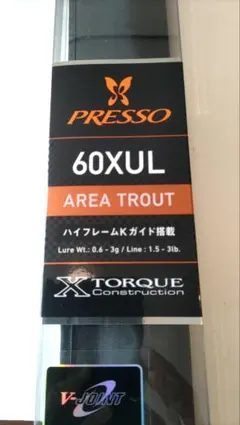 PRESSO
60XUL
AREA TROUT
ハイフレームKガイド搭載
Lure Wt.: 0.6 - 3g / Line : 1.5 - 3lb.
X TORQUE
Construction
V-JOINT